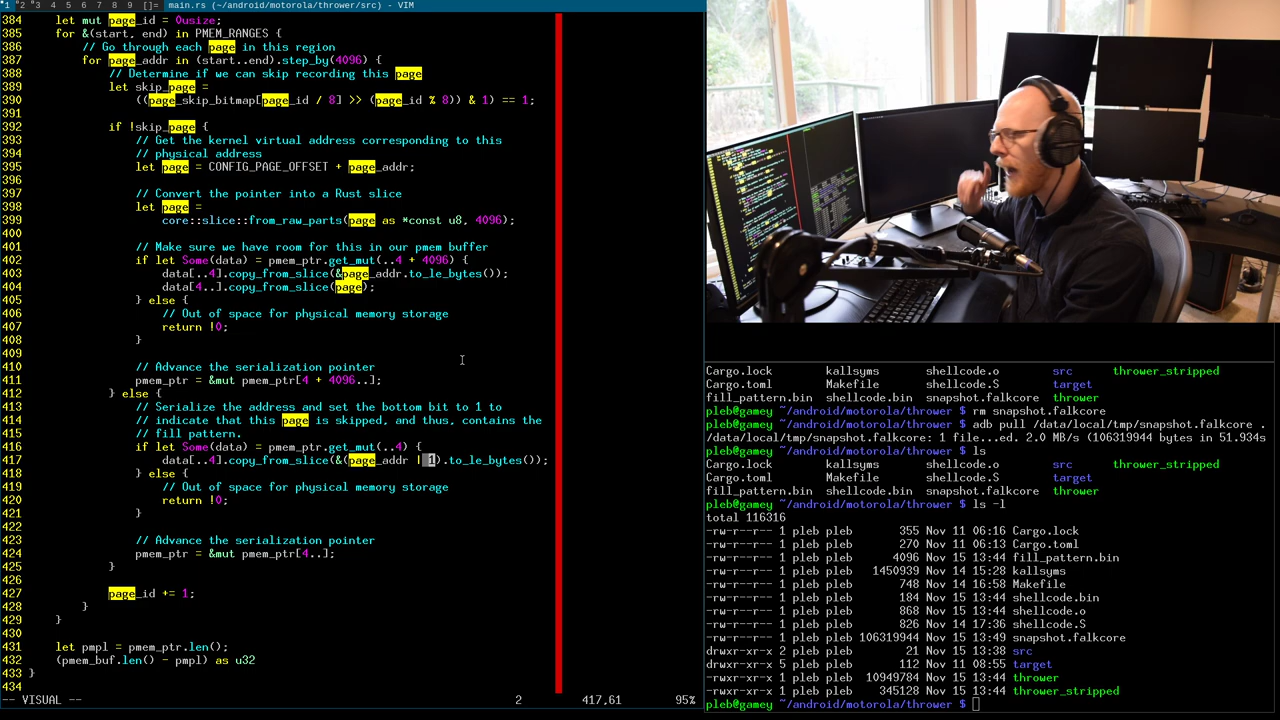 1 2 3 4 5 6 7 8 9 []= main.rs (~/android/motorola/thrower/src) - VIM
384     let mut page_id = 0usize;
385     for &(start, end) in PMEM_RANGES {
386         // Go through each page in this region
387         for page_addr in (start..end).step_by(4096) {
388             // Determine if we can skip recording this page
389             let skip_page =
390                 ((page_skip_bitmap[page_id / 8] >> (page_id % 8)) & 1) == 1;
391
392             if !skip_page {
393                 // Get the kernel virtual address corresponding to this
394                 // physical address
395                 let page = CONFIG_PAGE_OFFSET + page_addr;
396
397                 // Convert the pointer into a Rust slice
398                 let page =
399                     core::slice::from_raw_parts(page as *const u8, 4096);
400
401                 // Make sure we have room for this in our pmem buffer
402                 if let Some(data) = pmem_ptr.get_mut(..4 + 4096) {
403                     data[..4].copy_from_slice(&page_addr.to_le_bytes());
404                     data[4..].copy_from_slice(page);
405                 } else {
406                     // Out of space for physical memory storage
407                     return !0;
408                 }
409
410                 // Advance the serialization pointer
411                 pmem_ptr = &mut pmem_ptr[4 + 4096..];
412             } else {
413                 // Serialize the address and set the bottom bit to 1 to
414                 // indicate that this page is skipped, and thus, contains the
415                 // fill pattern.
416                 if let Some(data) = pmem_ptr.get_mut(..4) {
417                     data[..4].copy_from_slice(&(page_addr | 1).to_le_bytes());
418                 } else {
419                     // Out of space for physical memory storage
420                     return !0;
421                 }
422
423                 // Advance the serialization pointer
424                 pmem_ptr = &mut pmem_ptr[4..];
425             }
426
427             page_id += 1;
428         }
429     }
430
431     let pmpl = pmem_ptr.len();
432     (pmem_buf.len() - pmpl) as u32
433 }
434
-- VISUAL -- 2 417,61 95%
Cargo.lock kallsyms shellcode.o src thrower_stripped
Cargo.toml Makefile shellcode.S target
fill_pattern.bin shellcode.bin snapshot.falkcore thrower
pleb@gamey ~/android/motorola/thrower $ rm snapshot.falkcore
pleb@gamey ~/android/motorola/thrower $ adb pull /data/local/tmp/snapshot.falkcore .
/data/local/tmp/snapshot.falkcore: 1 file...ed. 2.0 MB/s (106319944 bytes in 51.934s
pleb@gamey ~/android/motorola/thrower $ ls
Cargo.lock kallsyms shellcode.o src thrower_stripped
Cargo.toml Makefile shellcode.S target
fill_pattern.bin shellcode.bin snapshot.falkcore thrower
pleb@gamey ~/android/motorola/thrower $ ls -l
total 116316
-rw-r--r-- 1 pleb pleb 355 Nov 11 06:16 Cargo.lock
-rw-r--r-- 1 pleb pleb 270 Nov 11 06:13 Cargo.toml
-rw-r--r-- 1 pleb pleb 4096 Nov 15 13:44 fill_pattern.bin
-rw-r--r-- 1 pleb pleb 1450939 Nov 14 15:28 kallsyms
-rw-r--r-- 1 pleb pleb 748 Nov 14 16:58 Makefile
-rw-r--r-- 1 pleb pleb 184 Nov 15 13:44 shellcode.bin
-rw-r--r-- 1 pleb pleb 868 Nov 15 13:44 shellcode.o
-rw-r--r-- 1 pleb pleb 826 Nov 14 17:36 shellcode.S
-rw-r--r-- 1 pleb pleb 106319944 Nov 15 13:49 snapshot.falkcore
drwxr-xr-x 2 pleb pleb 21 Nov 15 13:38 src
drwxr-xr-x 5 pleb pleb 112 Nov 11 08:55 target
-rwxr-xr-x 1 pleb pleb 10949784 Nov 15 13:44 thrower
-rwxr-xr-x 1 pleb pleb 345128 Nov 15 13:44 thrower_stripped
pleb@gamey ~/android/motorola/thrower $